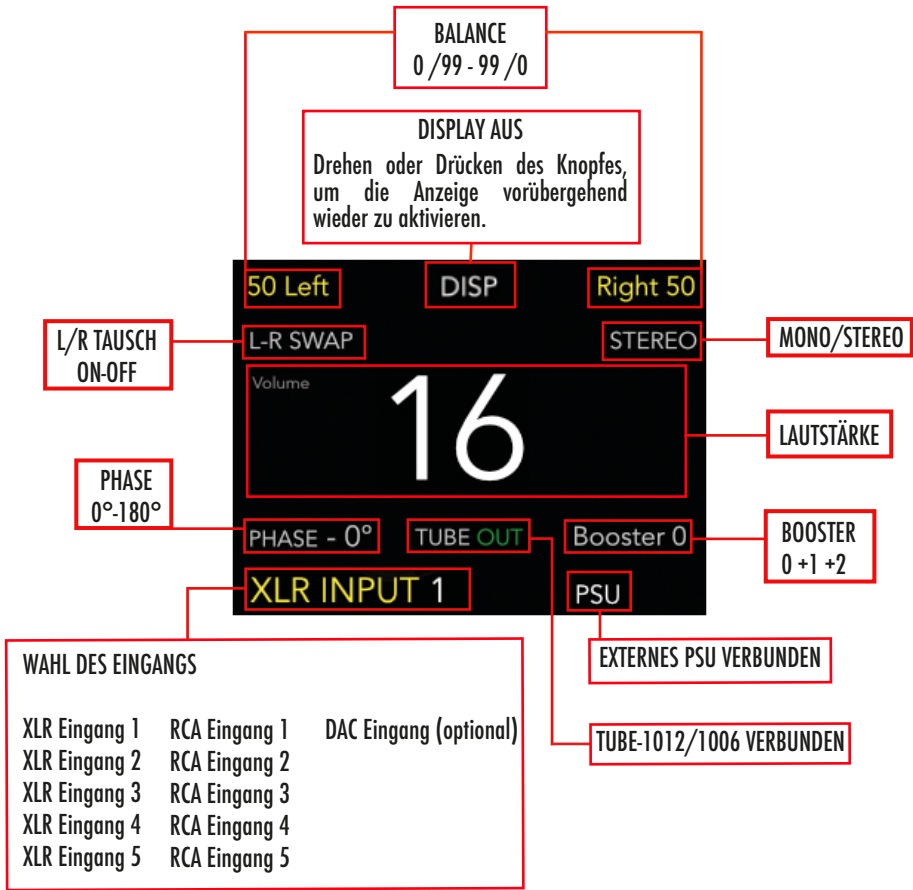 BALANCE
0 /99 - 99 /0
DISPLAY AUS
Drehen oder Drücken des Knopfes,
um die Anzeige vorübergehend
wieder zu aktivieren.
50 Left DISP Right 50
L/R TAUSCH
ON-OFF
L-R SWAP STEREO
MONO/STEREO
Volume
16
LAUTSTÄRKE
PHASE
0°-180°
PHASE - 0° TUBE OUT Booster 0
BOOSTER
0 +1 +2
XLR INPUT 1 PSU
EXTERNES PSU VERBUNDEN
TUBE-1012/1006 VERBUNDEN
WAHL DES EINGANGS
XLR Eingang 1 RCA Eingang 1 DAC Eingang (optional)
XLR Eingang 2 RCA Eingang 2
XLR Eingang 3 RCA Eingang 3
XLR Eingang 4 RCA Eingang 4
XLR Eingang 5 RCA Eingang 5